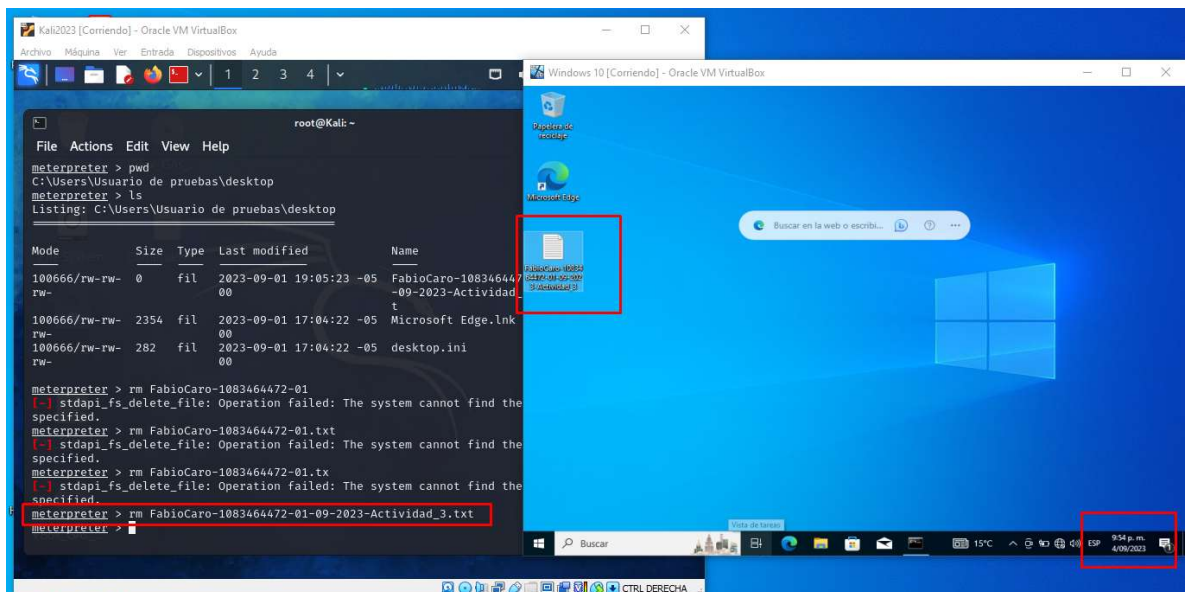 Kali2023 [Corriendo] - Oracle VM VirtualBox
Archivo Máquina Ver Entrada Dispositivos Ayuda
1 2 3 4
root@Kali: ~
File Actions Edit View Help
meterpreter > pwd
C:\Users\Usuario de pruebas\desktop
meterpreter > ls
Listing: C:\Users\Usuario de pruebas\desktop
Mode Size Type Last modified Name
100666/rw-rw- 0 fil 2023-09-01 19:05:23 -05 FabioCaro-108346447
rw- 00 -09-2023-Actividad_
t
100666/rw-rw- 2354 fil 2023-09-01 17:04:22 -05 Microsoft Edge.lnk
rw- 00
100666/rw-rw- 282 fil 2023-09-01 17:04:22 -05 desktop.ini
rw- 00
meterpreter > rm FabioCaro-1083464472-01
[-] stdapi_fs_delete_file: Operation failed: The system cannot find the
specified.
meterpreter > rm FabioCaro-1083464472-01.txt
[-] stdapi_fs_delete_file: Operation failed: The system cannot find the
specified.
meterpreter > rm FabioCaro-1083464472-01.tx
[-] stdapi_fs_delete_file: Operation failed: The system cannot find the
specified.
meterpreter > rm FabioCaro-1083464472-01-09-2023-Actividad_3.txt
meterpreter >
CTRL DERECHA
Windows 10 [Corriendo] - Oracle VM VirtualBox
Papelera de
reciclaje
Microsoft Edge
FabioCaro-10834
64472-01-09-202
3-Actividad_3
Buscar en la web o escribi...
Vista de tareas
Buscar
15°C
ESP
9:54 p. m.
4/09/2023